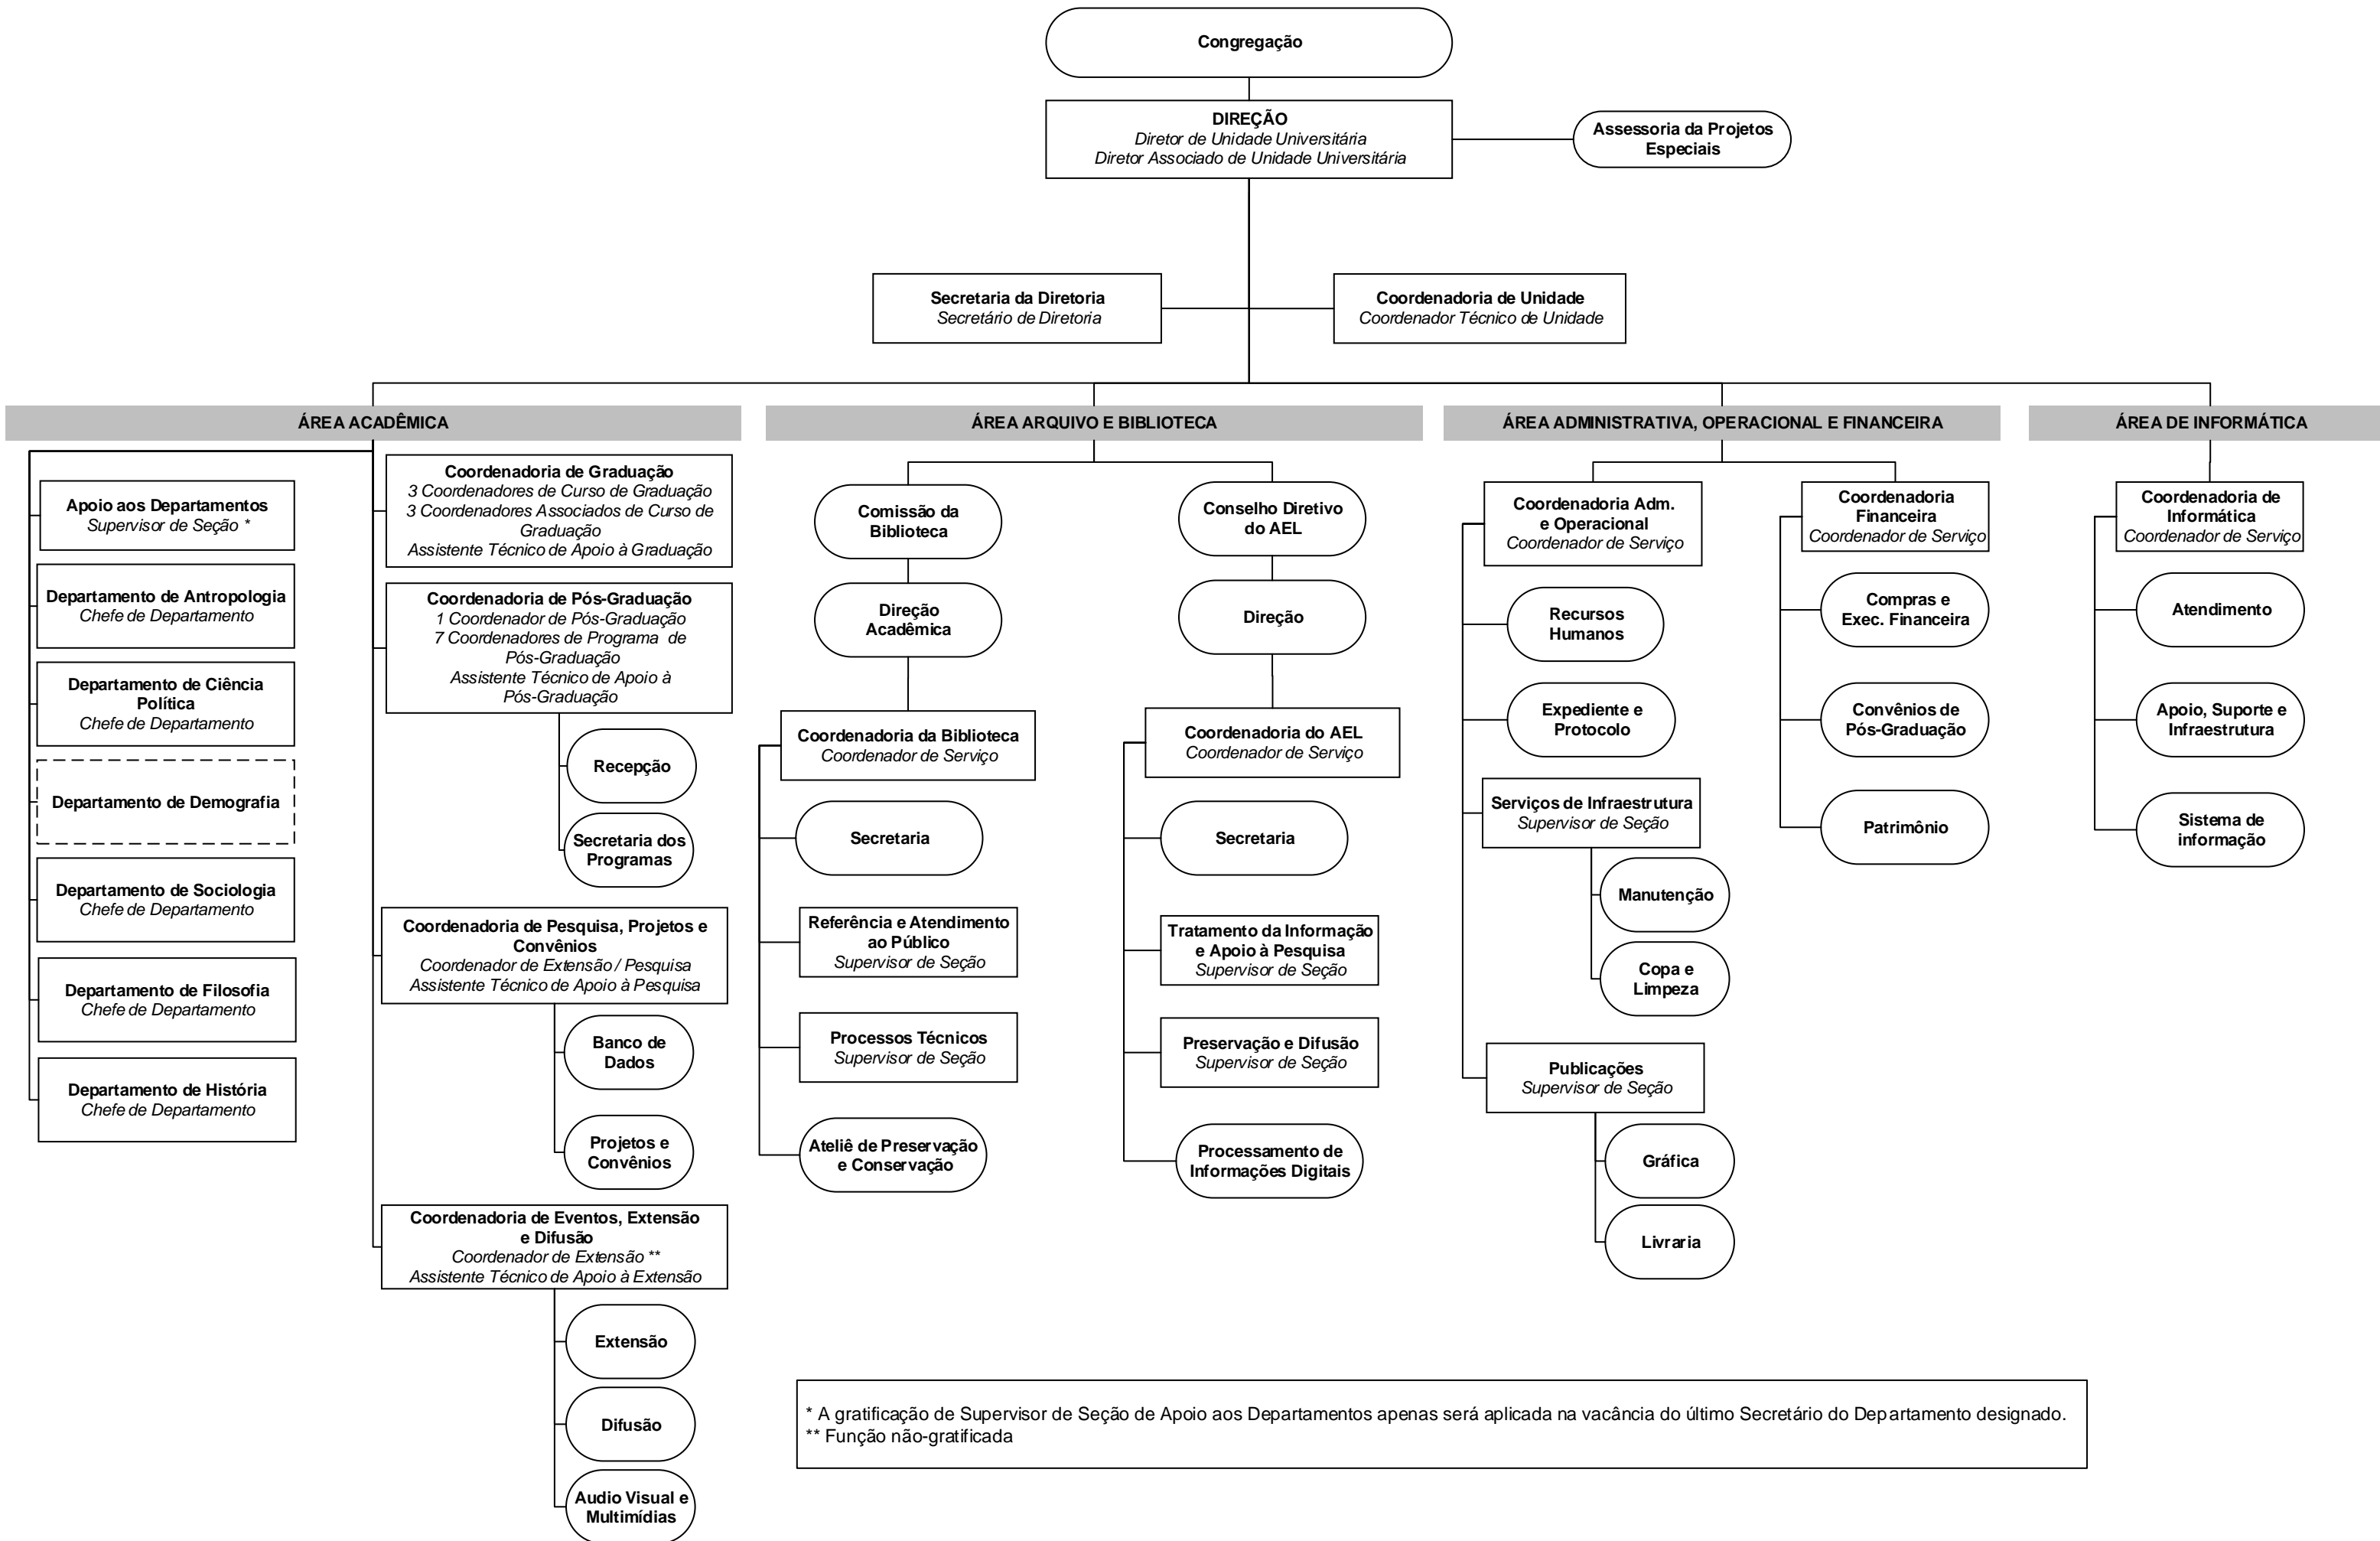 Congregação
DIREÇÃO
Diretor de Unidade Universitária
Diretor Associado de Unidade Universitária
Assessoria da Projetos
Especiais
Secretaria da Diretoria
Secretário de Diretoria
Coordenadoria de Unidade
Coordenador Técnico de Unidade
ÁREA ACADÊMICA
Apoio aos Departamentos
Supervisor de Seção *
Departamento de Antropologia
Chefe de Departamento
Departamento de Ciência
Política
Chefe de Departamento
Departamento de Demografia
Departamento de Sociologia
Chefe de Departamento
Departamento de Filosofia
Chefe de Departamento
Departamento de História
Chefe de Departamento
Coordenadoria de Graduação
3 Coordenadores de Curso de Graduação
3 Coordenadores Associados de Curso de
Graduação
Assistente Técnico de Apoio à Graduação
Coordenadoria de Pós-Graduação
1 Coordenador de Pós-Graduação
7 Coordenadores de Programa de
Pós-Graduação
Assistente Técnico de Apoio à
Pós-Graduação
Recepção
Secretaria dos
Programas
Coordenadoria de Pesquisa, Projetos e
Convênios
Coordenador de Extensão / Pesquisa
Assistente Técnico de Apoio à Pesquisa
Banco de
Dados
Projetos e
Convênios
Coordenadoria de Eventos, Extensão
e Difusão
Coordenador de Extensão **
Assistente Técnico de Apoio à Extensão
Extensão
Difusão
Audio Visual e
Multimídias
ÁREA ARQUIVO E BIBLIOTECA
Comissão da
Biblioteca
Direção
Acadêmica
Coordenadoria da Biblioteca
Coordenador de Serviço
Secretaria
Referência e Atendimento
ao Público
Supervisor de Seção
Processos Técnicos
Supervisor de Seção
Ateliê de Preservação
e Conservação
Conselho Diretivo
do AEL
Direção
Coordenadoria do AEL
Coordenador de Serviço
Secretaria
Tratamento da Informação
e Apoio à Pesquisa
Supervisor de Seção
Preservação e Difusão
Supervisor de Seção
Processamento de
Informações Digitais
ÁREA ADMINISTRATIVA, OPERACIONAL E FINANCEIRA
Coordenadoria Adm.
e Operacional
Coordenador de Serviço
Recursos
Humanos
Expediente e
Protocolo
Serviços de Infraestrutura
Supervisor de Seção
Manutenção
Copa e
Limpeza
Publicações
Supervisor de Seção
Gráfica
Livraria
Coordenadoria
Financeira
Coordenador de Serviço
Compras e
Exec. Financeira
Convênios de
Pós-Graduação
Patrimônio
ÁREA DE INFORMÁTICA
Coordenadoria de
Informática
Coordenador de Serviço
Atendimento
Apoio, Suporte e
Infraestrutura
Sistema de
informação
* A gratificação de Supervisor de Seção de Apoio aos Departamentos apenas será aplicada na vacância do último Secretário do Departamento designado.
** Função não-gratificada